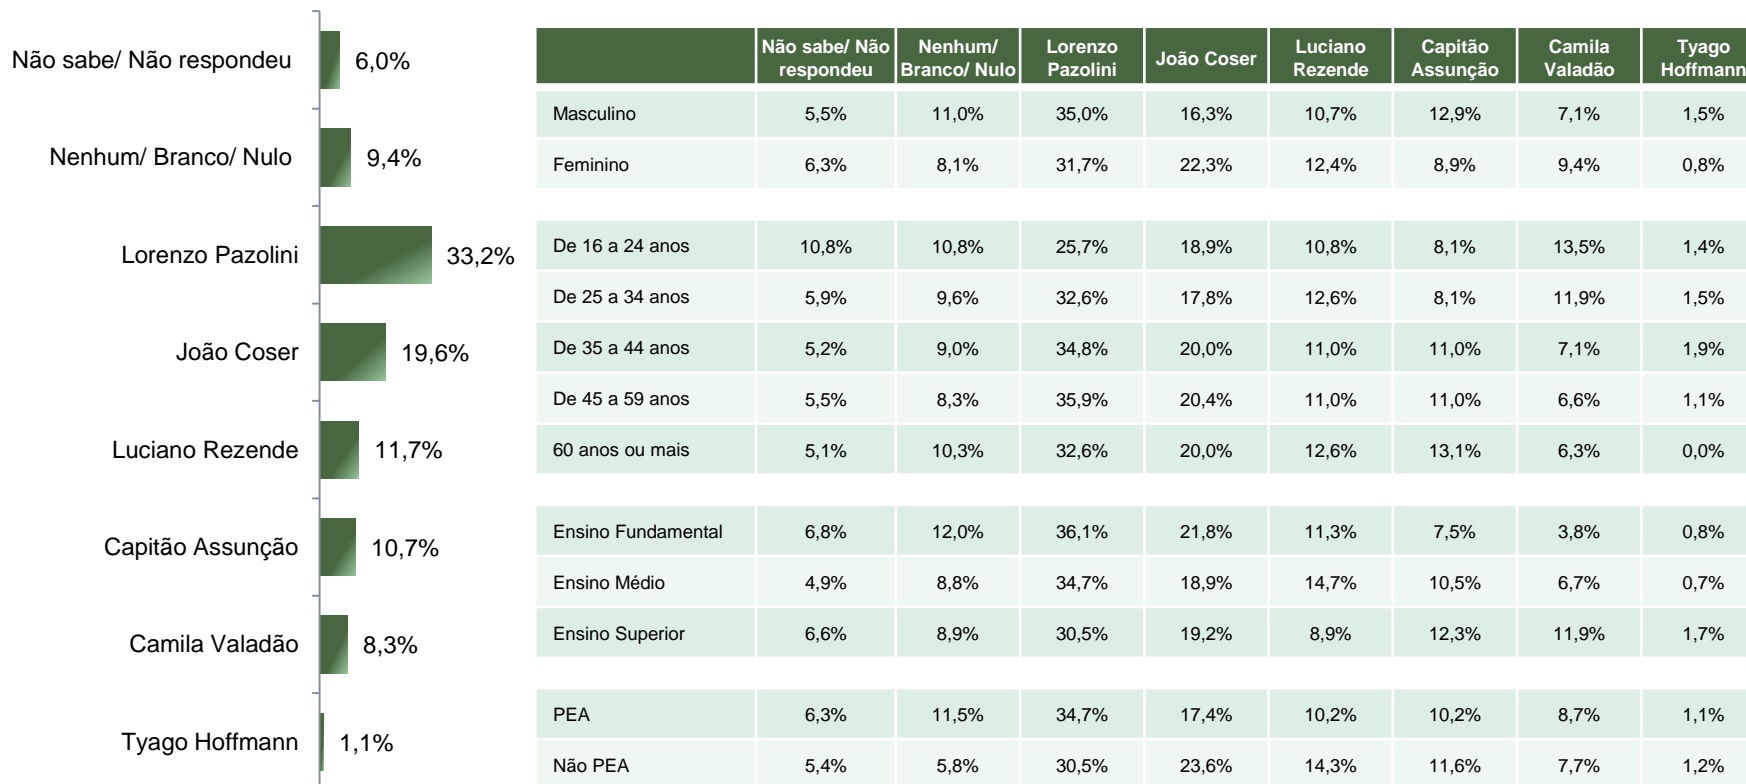 Não sabe/ Não respondeu 6,0%
Nenhum/ Branco/ Nulo 9,4%
Lorenzo Pazolini 33,2%
João Coser 19,6%
Luciano Rezende 11,7%
Capitão Assunção 10,7%
Camila Valadão 8,3%
Tyago Hoffmann 1,1%
Não sabe/ Não respondeu Nenhum/ Branco/ Nulo Lorenzo Pazolini João Coser Luciano Rezende Capitão Assunção Camila Valadão Tyago Hoffmann
Masculino 5,5% 11,0% 35,0% 16,3% 10,7% 12,9% 7,1% 1,5%
Feminino 6,3% 8,1% 31,7% 22,3% 12,4% 8,9% 9,4% 0,8%
De 16 a 24 anos 10,8% 10,8% 25,7% 18,9% 10,8% 8,1% 13,5% 1,4%
De 25 a 34 anos 5,9% 9,6% 32,6% 17,8% 12,6% 8,1% 11,9% 1,5%
De 35 a 44 anos 5,2% 9,0% 34,8% 20,0% 11,0% 11,0% 7,1% 1,9%
De 45 a 59 anos 5,5% 8,3% 35,9% 20,4% 11,0% 11,0% 6,6% 1,1%
60 anos ou mais 5,1% 10,3% 32,6% 20,0% 12,6% 13,1% 6,3% 0,0%
Ensino Fundamental 6,8% 12,0% 36,1% 21,8% 11,3% 7,5% 3,8% 0,8%
Ensino Médio 4,9% 8,8% 34,7% 18,9% 14,7% 10,5% 6,7% 0,7%
Ensino Superior 6,6% 8,9% 30,5% 19,2% 8,9% 12,3% 11,9% 1,7%
PEA 6,3% 11,5% 34,7% 17,4% 10,2% 10,2% 8,7% 1,1%
Não PEA 5,4% 5,8% 30,5% 23,6% 14,3% 11,6% 7,7% 1,2%